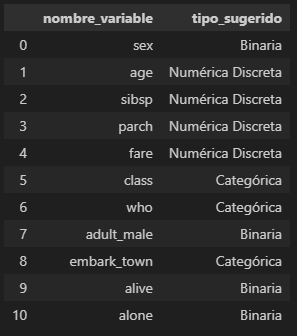 nombre_variable tipo_sugerido
0 sex Binaria
1 age Numérica Discreta
2 sibsp Numérica Discreta
3 parch Numérica Discreta
4 fare Numérica Discreta
5 class Categórica
6 who Categórica
7 adult_male Binaria
8 embark_town Categórica
9 alive Binaria
10 alone Binaria